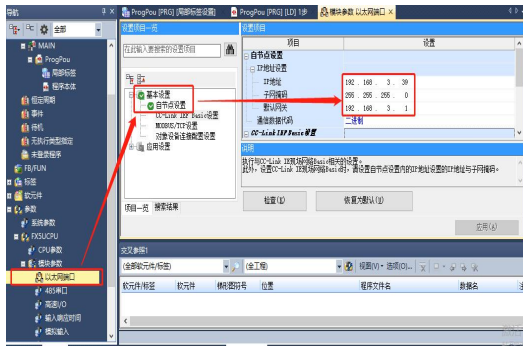 导航
ProgPou [PRG] [局部标签设置]
ProgPou [PRG] [LD] 1步
模块参数 以太网端口
全部
MAIN
ProgPou
局部标签
程序本体
恒定周期
事件
待机
无执行类型指定
未登录程序
FB/FUN
标签
软元件
参数
系统参数
FX5UCPU
CPU参数
模块参数
以太网端口
485串口
高速I/O
输入响应时间
模拟输入
设置项目一览
在此输入要搜索的设置项目
基本设置
自节点设置
CC-Link IEF Basic设置
MODBUS/TCP设置
对象设备连接配置设置
应用设置
项目一览
搜索结果
设置项目
项目
设置
自节点设置
IP地址设置
IP地址
192 . 168 . 3 . 39
子网掩码
255 . 255 . 255 . 0
默认网关
192 . 168 . 3 . 1
通信数据代码
二进制
CC-Link IEF Basic设置
说明
执行与CC-Link IE现场网络Basic相关的设置。
此外，设置CC-Link IE现场网络Basic时，请设置自节点设置内的IP地址设置的IP地址与子网掩码。
检查(K)
恢复为默认(U)
应用(A)
交叉参照1
(全部软元件/标签)
(全工程)
视图(V)
选项(O)...
软元件/标签
软元件
梯形图符号
位置
程序文件名
数据名